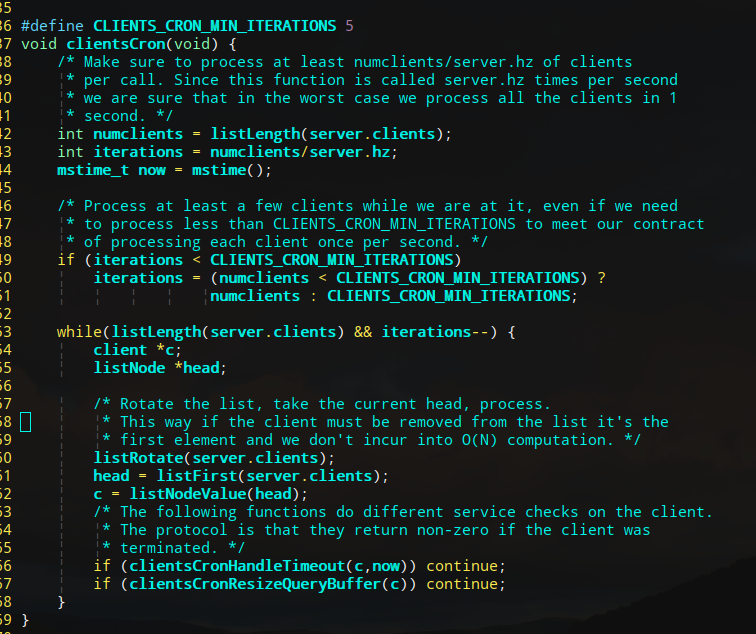 35
36 #define CLIENTS_CRON_MIN_ITERATIONS 5
37 void clientsCron(void) {
38     /* Make sure to process at least numclients/server.hz of clients
39      * per call. Since this function is called server.hz times per second
40      * we are sure that in the worst case we process all the clients in 1
41      * second. */
42     int numclients = listLength(server.clients);
43     int iterations = numclients/server.hz;
44     mstime_t now = mstime();
45
46     /* Process at least a few clients while we are at it, even if we need
47      * to process less than CLIENTS_CRON_MIN_ITERATIONS to meet our contract
48      * of processing each client once per second. */
49     if (iterations < CLIENTS_CRON_MIN_ITERATIONS)
50         iterations = (numclients < CLIENTS_CRON_MIN_ITERATIONS) ?
51                      numclients : CLIENTS_CRON_MIN_ITERATIONS;
52
53     while(listLength(server.clients) && iterations--) {
54         client *c;
55         listNode *head;
56
57         /* Rotate the list, take the current head, process.
58          * This way if the client must be removed from the list it's the
59          * first element and we don't incur into O(N) computation. */
60         listRotate(server.clients);
61         head = listFirst(server.clients);
62         c = listNodeValue(head);
63         /* The following functions do different service checks on the client.
64          * The protocol is that they return non-zero if the client was
65          * terminated. */
66         if (clientsCronHandleTimeout(c,now)) continue;
67         if (clientsCronResizeQueryBuffer(c)) continue;
68     }
69 }